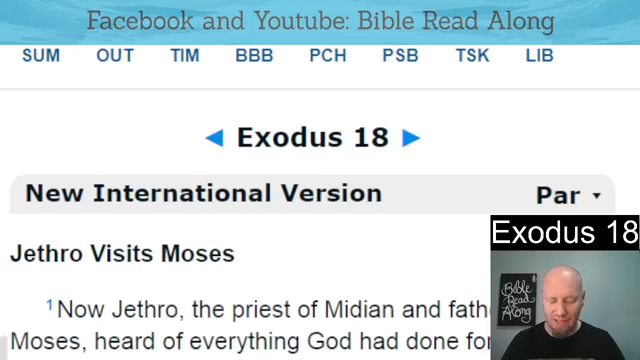 Facebook and Youtube: Bible Read Along
SUM OUT TIM BBB PCH PSB TSK LIB
◄ Exodus 18 ►
New International Version Par ▾
Jethro Visits Moses
1 Now Jethro, the priest of Midian and
Moses, heard of everything God had done
Exodus 18
Bible
Read
Along